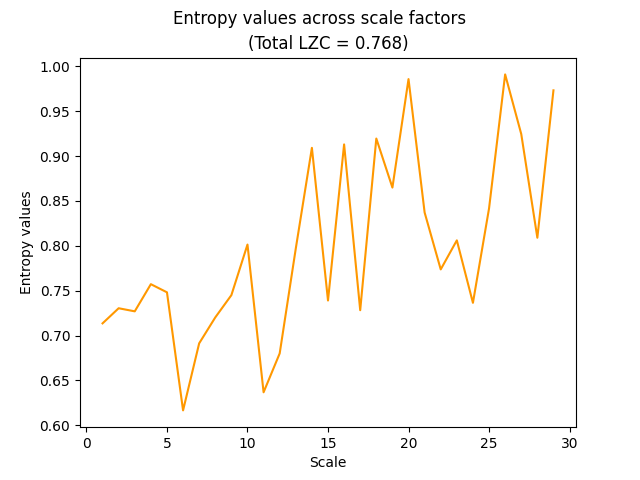 Entropy values across scale factors
(Total LZC = 0.768)
1.00
0.95
0.90
0.85
0.80
0.75
0.70
0.65
0.60
Entropy values
0 5 10 15 20 25 30
Scale